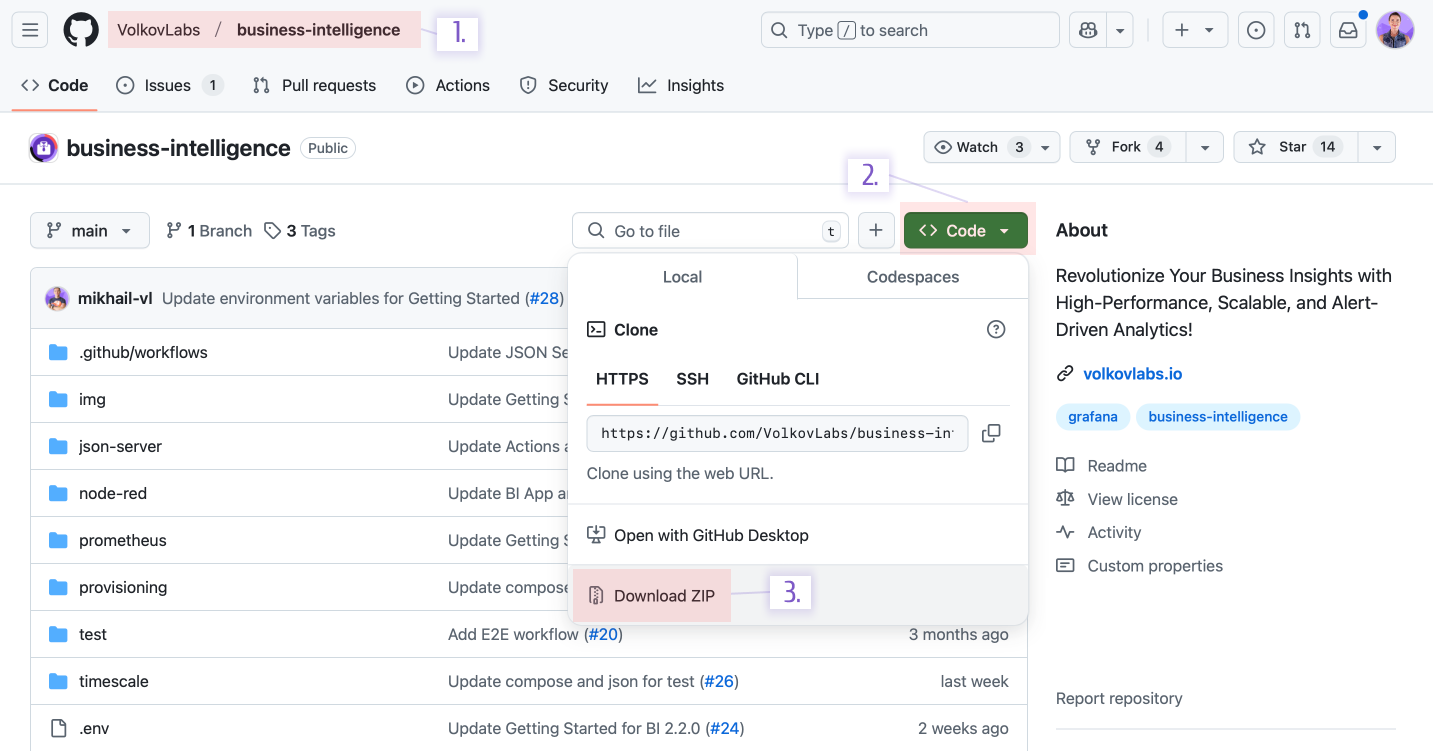 VolkovLabs / business-intelligence
1.
Type / to search
Code
Issues 1
Pull requests
Actions
Security
Insights
business-intelligence Public
Watch 3
Fork 4
Star 14
2.
main
1 Branch
3 Tags
Go to file t
Code
About
Local
Codespaces
Revolutionize Your Business Insights with
High-Performance, Scalable, and Alert-
Driven Analytics!
mikhail-vl Update environment variables for Getting Started (#28)
Clone
.github/workflows Update JSON Se
HTTPS SSH GitHub CLI
volkovlabs.io
img Update Getting S
https://github.com/VolkovLabs/business-in
grafana business-intelligence
json-server Update Actions a
Clone using the web URL.
Readme
node-red Update BI App a
View license
prometheus Update Getting S
Open with GitHub Desktop
Activity
Custom properties
provisioning Update compose
Download ZIP
3.
test Add E2E workflow (#20) 3 months ago
timescale Update compose and json for test (#26) last week
Report repository
.env Update Getting Started for BI 2.2.0 (#24) 2 weeks ago